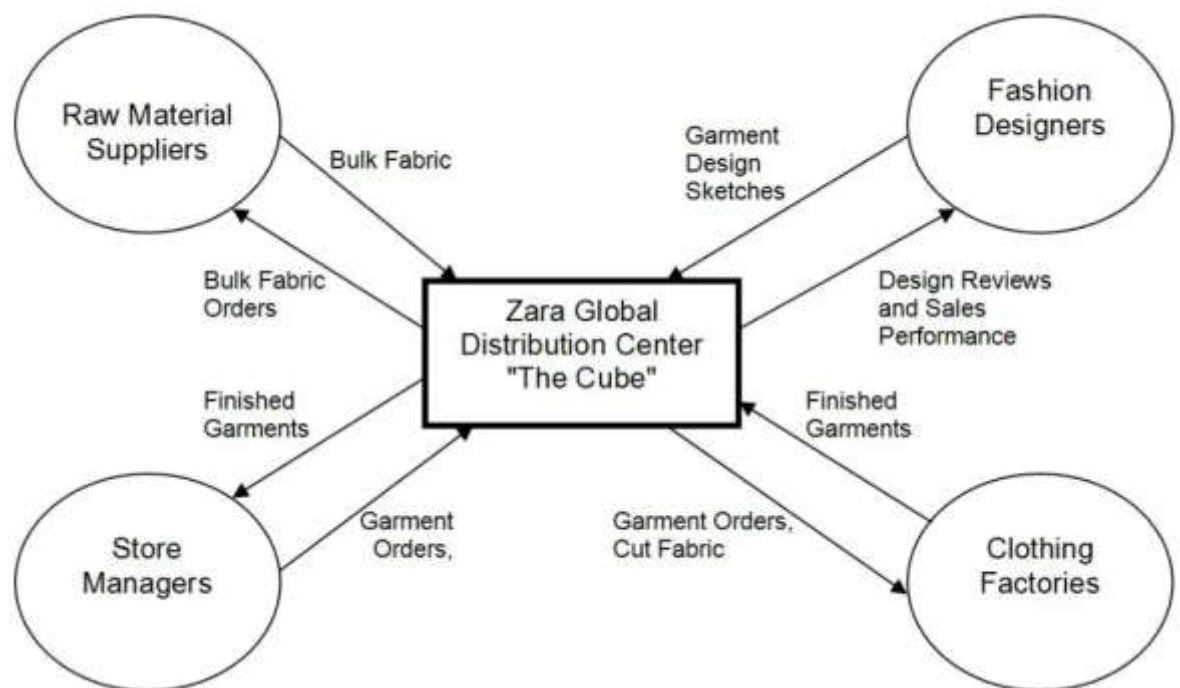 Raw Material
Suppliers
Fashion
Designers
Bulk Fabric
Garment
Design
Sketches
Bulk Fabric
Orders
Design Reviews
and Sales
Performance
Zara Global
Distribution Center
"The Cube"
Finished
Garments
Finished
Garments
Garment
Orders,
Garment Orders,
Cut Fabric
Store
Managers
Clothing
Factories